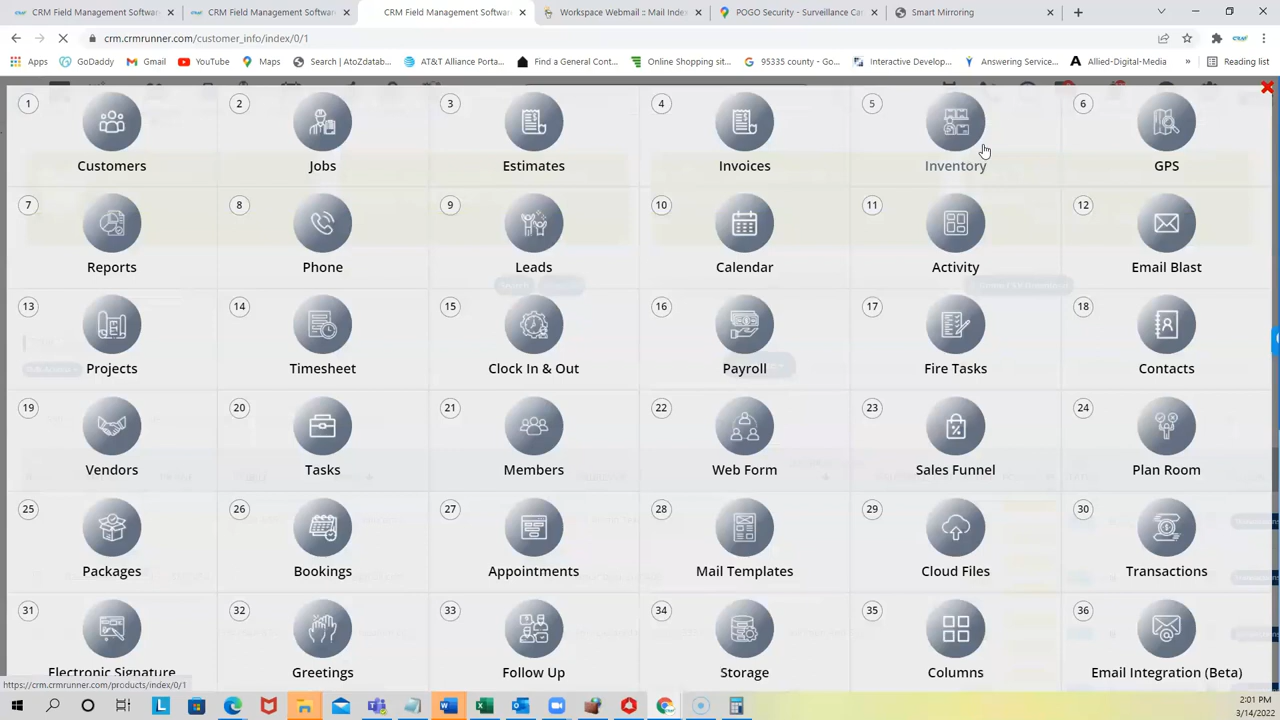 CRM Field Management Software
CRM Field Management Software
CRM Field Management Softwar
Workspace Webmail :: Mail Index
POGO Security - Surveillance Ca
Smart Mirroring
crm.crmrunner.com/customer_info/index/0/1
Apps
GoDaddy
Gmail
YouTube
Maps
Search | AtoZdatab...
AT&T Alliance Porta...
Find a General Cont...
Online Shopping sit...
95335 county - Go...
Interactive Develop...
Answering Service...
Allied-Digital-Media
»
Reading list
1 Customers
2 Jobs
3 Estimates
4 Invoices
5 Inventory
6 GPS
7 Reports
8 Phone
9 Leads
10 Calendar
11 Activity
12 Email Blast
13 Projects
14 Timesheet
15 Clock In & Out
16 Payroll
17 Fire Tasks
18 Contacts
19 Vendors
20 Tasks
21 Members
22 Web Form
23 Sales Funnel
24 Plan Room
25 Packages
26 Bookings
27 Appointments
28 Mail Templates
29 Cloud Files
30 Transactions
31 Electronic Signature
32 Greetings
33 Follow Up
34 Storage
35 Columns
36 Email Integration (Beta)
https://crm.crmrunner.com/products/index/0/1
2:01 PM
3/14/2022